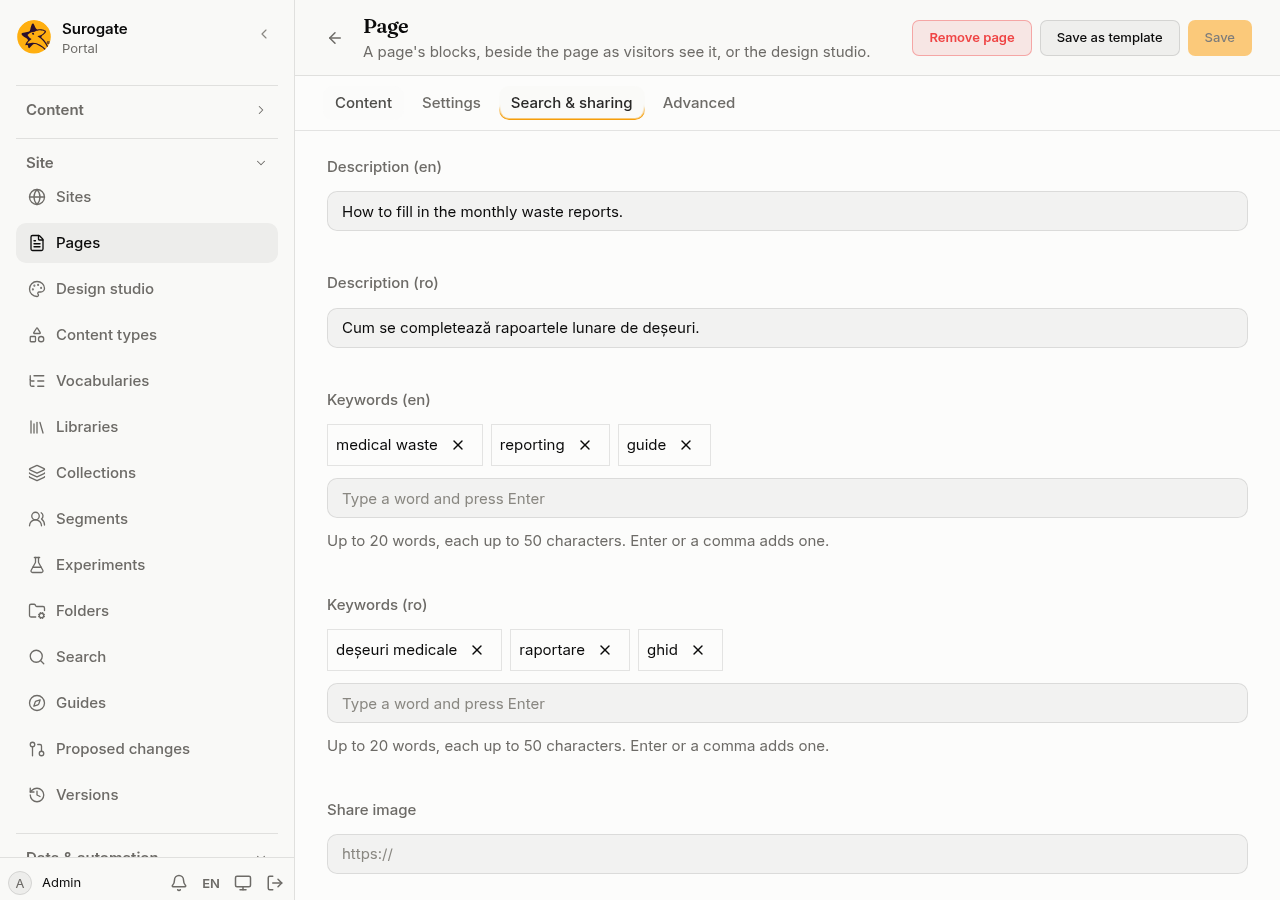 Surogate
Portal
Content
Site
Sites
Pages
Design studio
Content types
Vocabularies
Libraries
Collections
Segments
Experiments
Folders
Search
Guides
Proposed changes
Versions
Data & automation
A
Admin
EN
Page
A page's blocks, beside the page as visitors see it, or the design studio.
Remove page
Save as template
Save
Content
Settings
Search & sharing
Advanced
Description (en)
How to fill in the monthly waste reports.
Description (ro)
Cum se completează rapoartele lunare de deșeuri.
Keywords (en)
medical waste
reporting
guide
Type a word and press Enter
Up to 20 words, each up to 50 characters. Enter or a comma adds one.
Keywords (ro)
deșeuri medicale
raportare
ghid
Type a word and press Enter
Up to 20 words, each up to 50 characters. Enter or a comma adds one.
Share image
https://